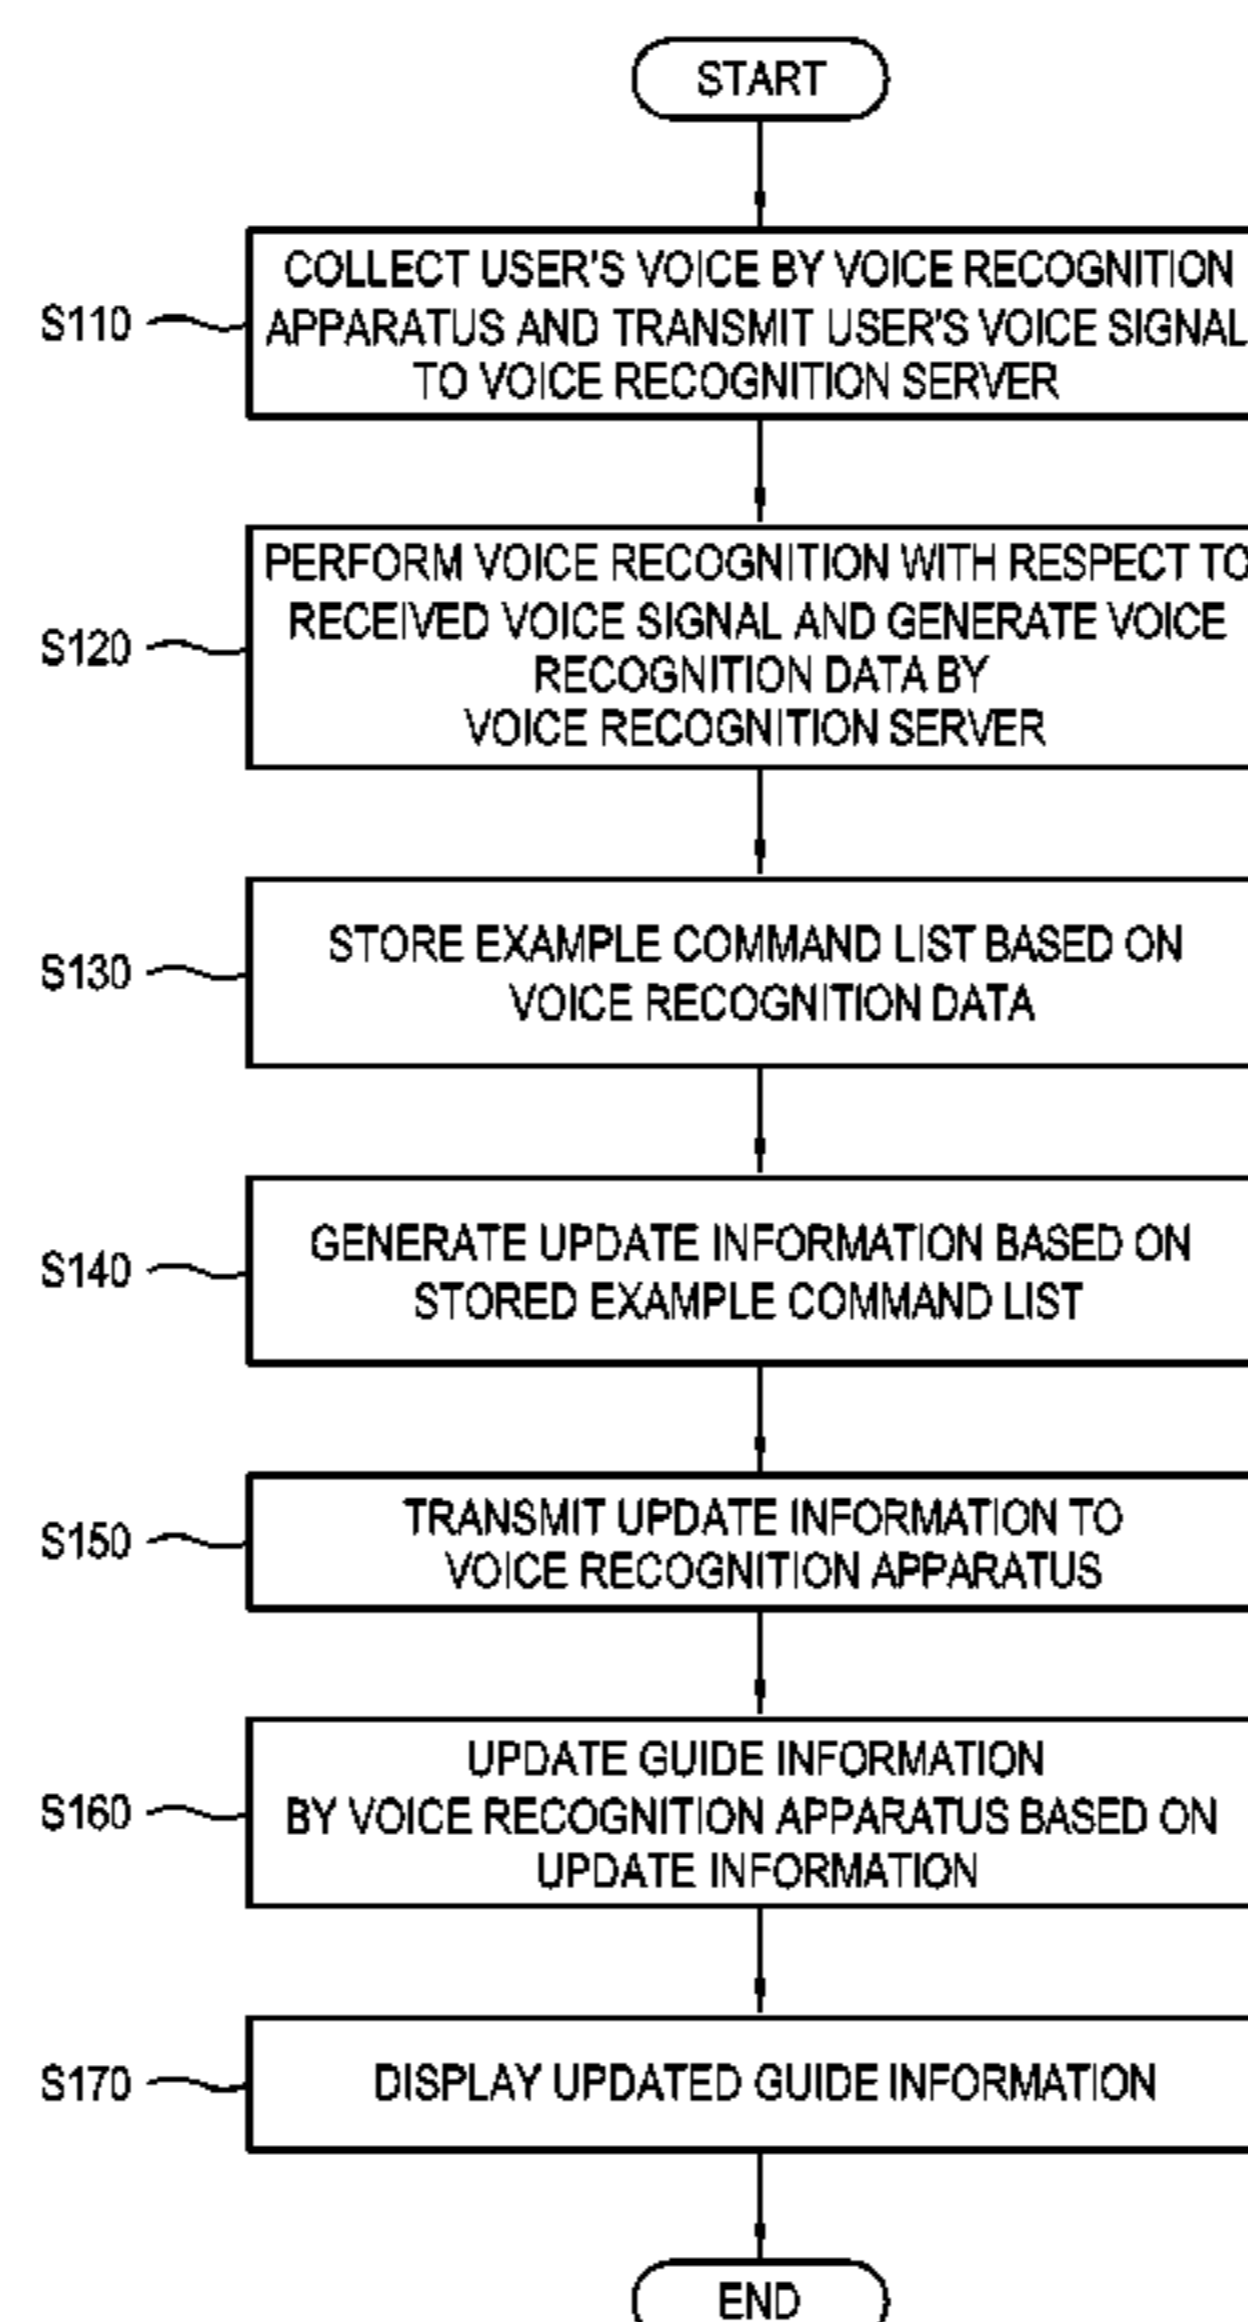 START
S110
COLLECT USER'S VOICE BY VOICE RECOGNITION
APPARATUS AND TRANSMIT USER'S VOICE SIGNAL
TO VOICE RECOGNITION SERVER
S120
PERFORM VOICE RECOGNITION WITH RESPECT TO
RECEIVED VOICE SIGNAL AND GENERATE VOICE
RECOGNITION DATA BY
VOICE RECOGNITION SERVER
S130
STORE EXAMPLE COMMAND LIST BASED ON
VOICE RECOGNITION DATA
S140
GENERATE UPDATE INFORMATION BASED ON
STORED EXAMPLE COMMAND LIST
S150
TRANSMIT UPDATE INFORMATION TO
VOICE RECOGNITION APPARATUS
S160
UPDATE GUIDE INFORMATION
BY VOICE RECOGNITION APPARATUS BASED ON
UPDATE INFORMATION
S170
DISPLAY UPDATED GUIDE INFORMATION
END